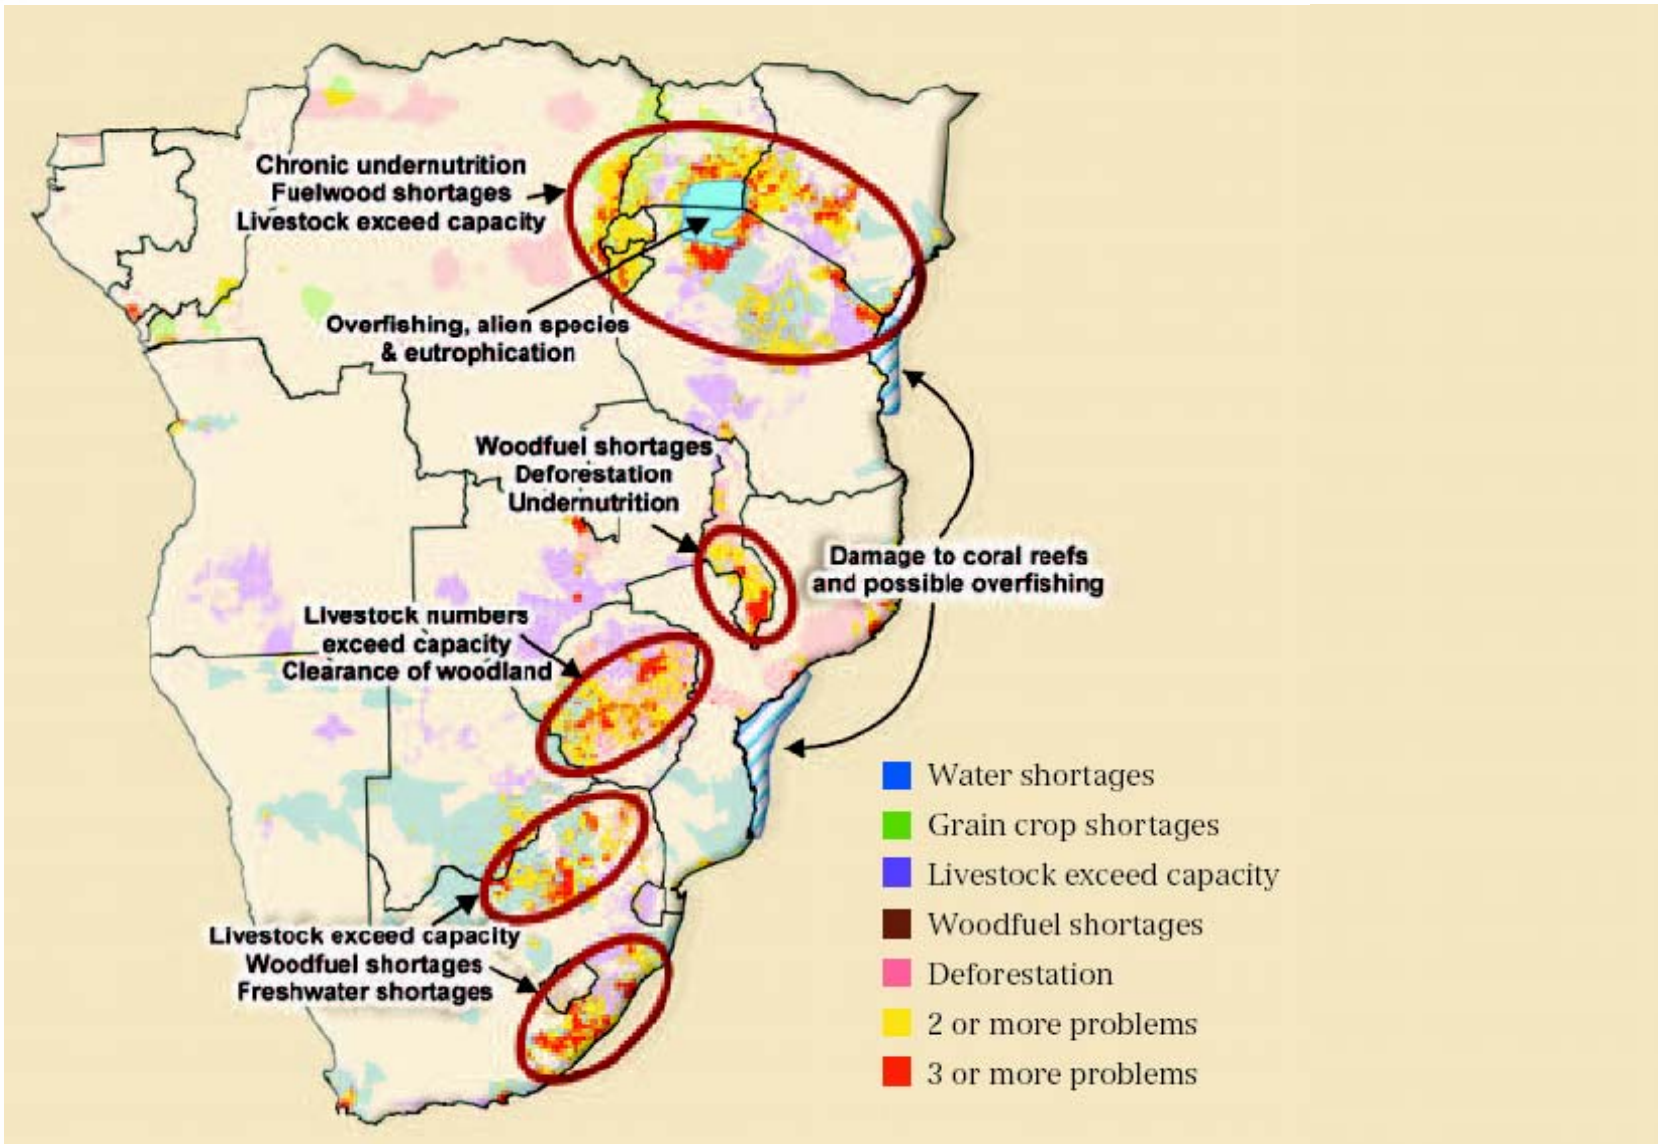 Chronic undernutrition
Fuelwood shortages
Livestock exceed capacity
Overfishing, alien species
& eutrophication
Woodfuel shortages
Deforestation
Undernutrition
Damage to coral reefs
and possible overfishing
Livestock numbers
exceed capacity
Clearance of woodland
Livestock exceed capacity
Woodfuel shortages
Freshwater shortages
Water shortages
Grain crop shortages
Livestock exceed capacity
Woodfuel shortages
Deforestation
2 or more problems
3 or more problems